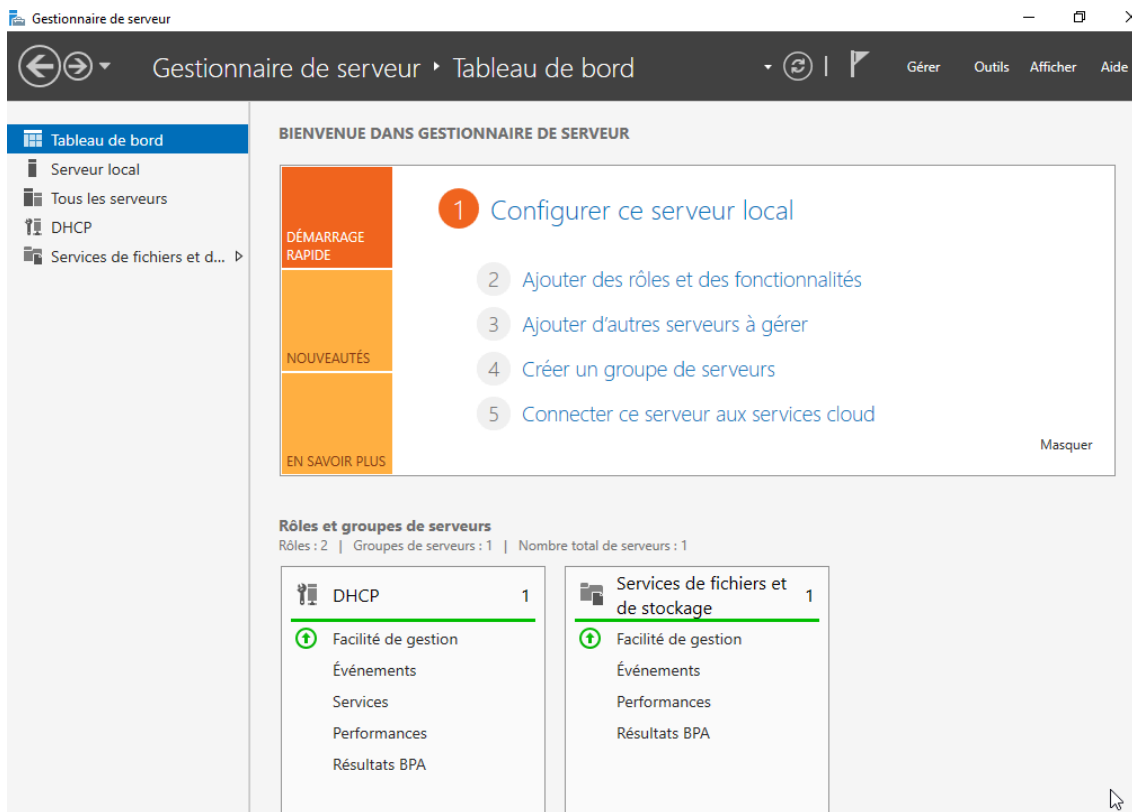 Gestionnaire de serveur
Gestionnaire de serveur ‣ Tableau de bord
Gérer Outils Afficher Aide
Tableau de bord
Serveur local
Tous les serveurs
DHCP
Services de fichiers et d...
BIENVENUE DANS GESTIONNAIRE DE SERVEUR
DÉMARRAGE
RAPIDE
NOUVEAUTÉS
EN SAVOIR PLUS
1 Configurer ce serveur local
2 Ajouter des rôles et des fonctionnalités
3 Ajouter d’autres serveurs à gérer
4 Créer un groupe de serveurs
5 Connecter ce serveur aux services cloud
Masquer
Rôles et groupes de serveurs
Rôles : 2 | Groupes de serveurs : 1 | Nombre total de serveurs : 1
DHCP 1
Facilité de gestion
Événements
Services
Performances
Résultats BPA
Services de fichiers et
de stockage 1
Facilité de gestion
Événements
Performances
Résultats BPA